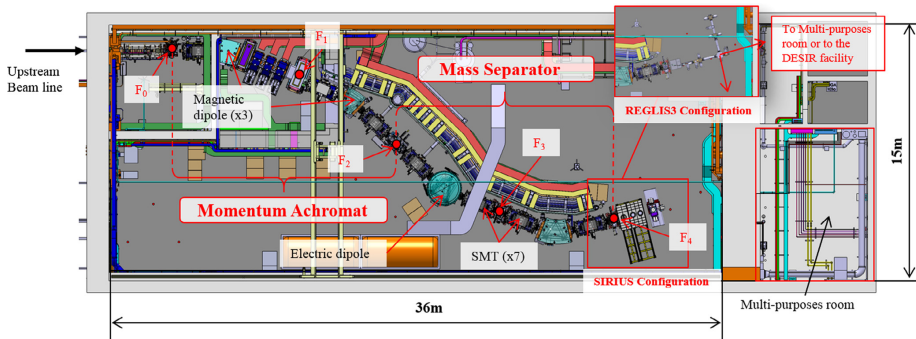 Upstream
Beam line
F0
F1
Magnetic
dipole (x3)
Mass Separator
To Multi-purposes
room or to the
DESIR facility
REGLIS3 Configuration
F2
F3
Momentum Achromat
Electric dipole
SMT (x7)
F4
SIRIUS Configuration
Multi-purposes room
15m
36m